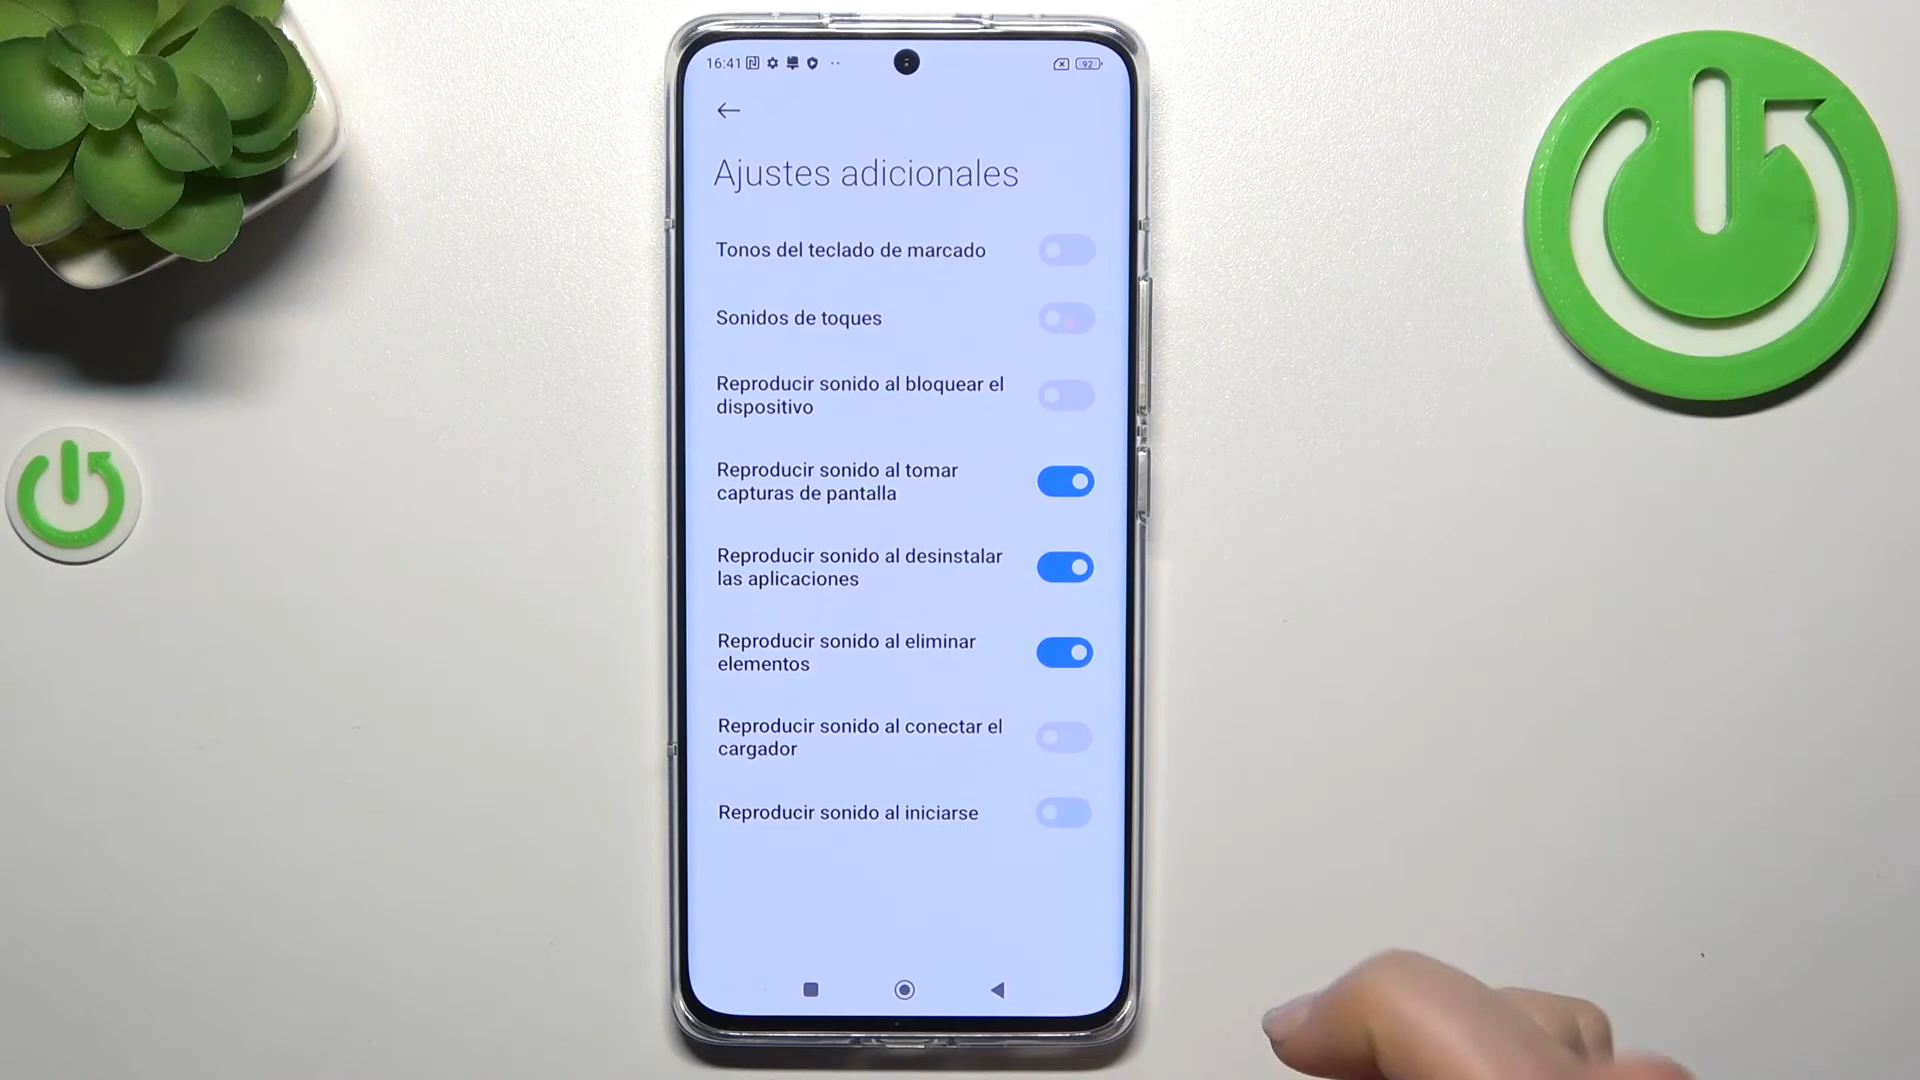 16:41
92
Ajustes adicionales
Tonos del teclado de marcado
Sonidos de toques
Reproducir sonido al bloquear el
dispositivo
Reproducir sonido al tomar
capturas de pantalla
Reproducir sonido al desinstalar
las aplicaciones
Reproducir sonido al eliminar
elementos
Reproducir sonido al conectar el
cargador
Reproducir sonido al iniciarse